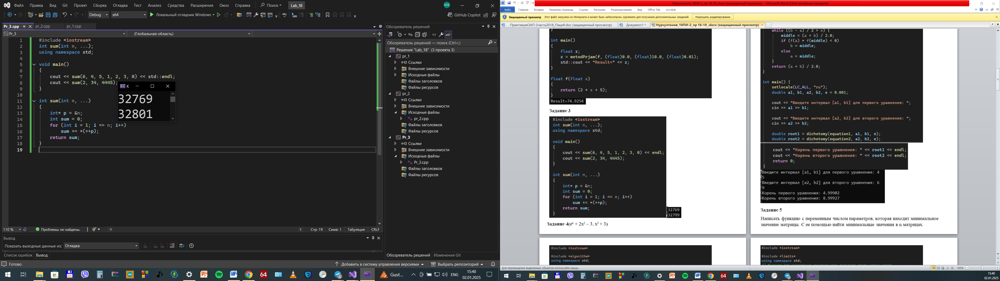 Файл Правка Вид Git Проект Сборка Отладка Тест Анализ Средства Расширения Окно Справка Поиск Lab_18 МБ
Debug x64 Локальный отладчик Windows GitHub Copilot
Pr_3.cpp pr_2.cpp pr_1.cpp
Pr_3 (Глобальная область)
1 #include <iostream>
2 int sum(int n, ...);
3 using namespace std;
4
5 void main()
6 {
7 cout << sum(6, 4, 5, 1, 2, 3, 0) << std::endl;
8 cout << sum(2, 34, 4445);
9 }
10
11 int sum(int n, ...)
12 {
13 int* p = &n;
14 int sum = 0;
15 for (int i = 1; i <= n; i++)
16 sum += *(++p);
17 return sum;
18 }
19
К
32769
32801
110 % Проблемы не найдены. Стр: 19 Симв: 1 Табуляция CRLF
Вывод
Показать выходные данные из: Отладка
Список ошибок Вывод
Обозреватель решений
Обозреватель решений — поиск (Ctrl+;)
Решение "Lab_18" (3 проекта 3)
pr_1
Ссылки
Внешние зависимости
Исходные файлы
Файлы заголовков
Файлы ресурсов
pr_2
Ссылки
Внешние зависимости
Исходные файлы
pr_2.cpp
Файлы заголовков
Файлы ресурсов
Pr_3
Ссылки
Внешние зависимости
Исходные файлы
Pr_3.cpp
Файлы заголовков
Файлы ресурсов
Обозреватель решений Изменения Git
Готово Добавить в систему управления версиями Выбрать репозиторий
64 Gust... ENG 15:40 02.01.2025
Нурсултанов_10ПИ-2_лр 18-19_.docx (защищенный просмотр) - Microsoft Word (Сбой активации продукта)
Файл Главная Вставка Разметка страницы Ссылки Рассылки Рецензирование Вид Office Tab Acrobat
Защищенный просмотр Этот файл загружен из Интернета и может быть небезопасен. Щелкните для получения дополнительных сведений. Разрешить редактирование
ПрактикумОАП-2часть2018_Пацей.doc (защищенный просмотр) Документ1 * Нурсултанов_10ПИ-2_лр 18-19_.docx (защищенный просмотр)
}
int main()
{
float z;
z = metodPrjam(f, (float)0.0, (float)10.0, (float)0.01);
std::cout << "Result=" << z;
}
float f(float x)
{
return (2 * x + 5);
}
Result=74.9254
Задание 3
#include <iostream>
int sum(int n, ...);
using namespace std;
void main()
{
cout << sum(6, 4, 5, 1, 2, 3, 0) << endl;
cout << sum(2, 34, 4445);
}
int sum(int n, ...)
{
int* p = &n;
int sum = 0;
for (int i = 1; i <= n; i++)
sum += *(++p);
return sum;
}
32769
32799
Задание 4(eˣ + 2x² – 3, x³ + 3)
while ((b - a) / 2 > e) {
middle = (a + b) / 2.0;
if (f(a) * f(middle) < 0)
b = middle;
else
a = middle;
}
return (a + b) / 2.0;
}
int main() {
setlocale(LC_ALL, "ru");
double a1, b1, a2, b2, e = 0.001;
cout << "Введите интервал [a1, b1] для первого уравнения: ";
cin >> a1 >> b1;
cout << "Введите интервал [a2, b2] для второго уравнения: ";
cin >> a2 >> b2;
double root1 = dichotomy(equation1, a1, b1, e);
double root2 = dichotomy(equation2, a2, b2, e);
cout << "Корень первого уравнения: " << root1 << endl;
cout << "Корень второго уравнения: " << root2 << endl;
return 0;
}
Введите интервал [a1, b1] для первого уравнения: 4
5
Введите интервал [a2, b2] для второго уравнения: 6
9
Корень первого уравнения: 4.99902
Корень второго уравнения: 8.99927
Задание 5
Написать функцию с переменным числом параметров, которая находит минимальное
значение матрицы. С ее помощью найти минимальные значения в n матрицах.
#include <iostream>
#include <algorithm>
using namespace std;
#include <iostream>
#include <limits>
using namespace std;
Для перемещения выделенных объектов используйте мышь. 100%
64 ENG 15:40 02.01.2025